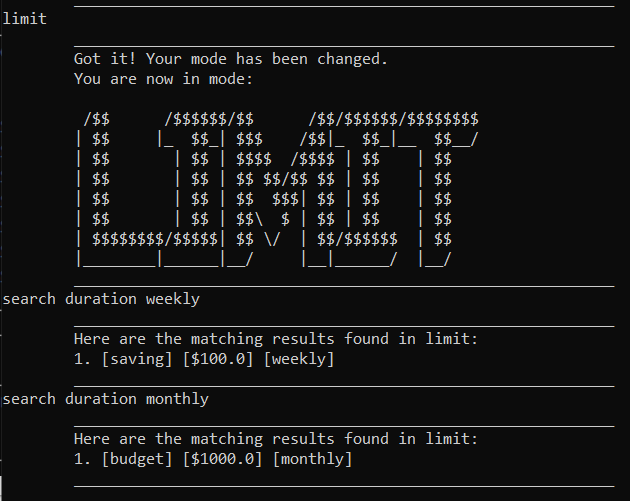 limit
Got it! Your mode has been changed.
You are now in mode:
 /$$      /$$$$$$/$$      /$$/$$$$$$/$$$$$$$$
| $$     |_  $$_| $$$    /$$|_  $$_|__  $$__/
| $$       | $$ | $$$$  /$$$$ | $$    | $$
| $$       | $$ | $$ $$/$$ $$ | $$    | $$
| $$       | $$ | $$  $$$| $$ | $$    | $$
| $$       | $$ | $$\  $ | $$ | $$    | $$
| $$$$$$$$/$$$$$| $$ \/  | $$/$$$$$$  | $$
|________|______|__/     |__|______/  |__/
search duration weekly
Here are the matching results found in limit:
1. [saving] [$100.0] [weekly]
search duration monthly
Here are the matching results found in limit:
1. [budget] [$1000.0] [monthly]